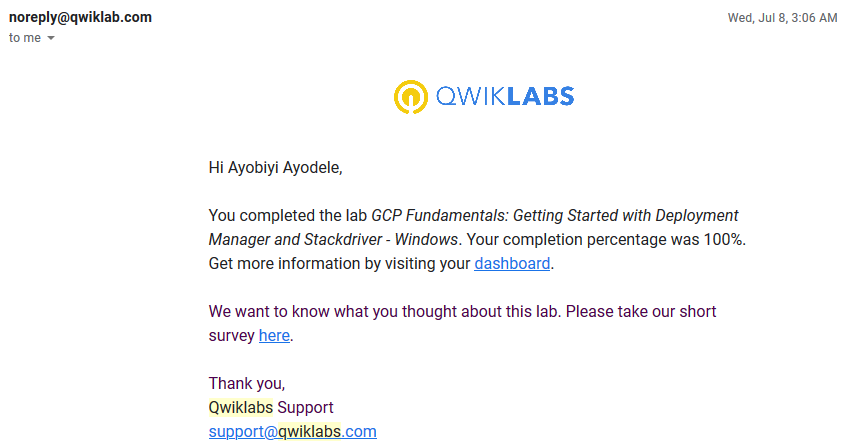 noreply@qwiklab.com
Wed, Jul 8, 3:06 AM
to me
QWIKLABS
Hi Ayobiyi Ayodele,
You completed the lab GCP Fundamentals: Getting Started with Deployment
Manager and Stackdriver - Windows. Your completion percentage was 100%.
Get more information by visiting your dashboard.
We want to know what you thought about this lab. Please take our short
survey here.
Thank you,
Qwiklabs Support
support@qwiklabs.com